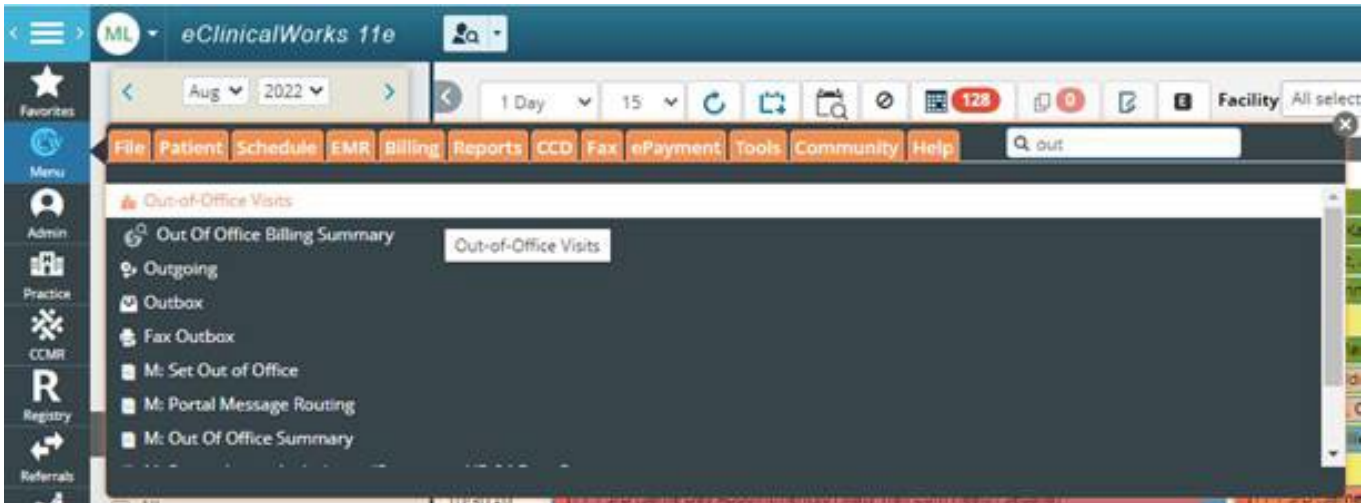 ML eClinicalWorks 11e
Favorites
Aug 2022
1 Day 15 128 0 E Facility All select
Menu
File Patient Schedule EMR Billing Reports CCD Fax ePayment Tools Community Help out
Out-of-Office Visits
Admin
Out Of Office Billing Summary
Out-of-Office Visits
Outgoing
Practice
Outbox
CCMR
Fax Outbox
M: Set Out of Office
R
Registry
M: Portal Message Routing
M: Out Of Office Summary
Referrals